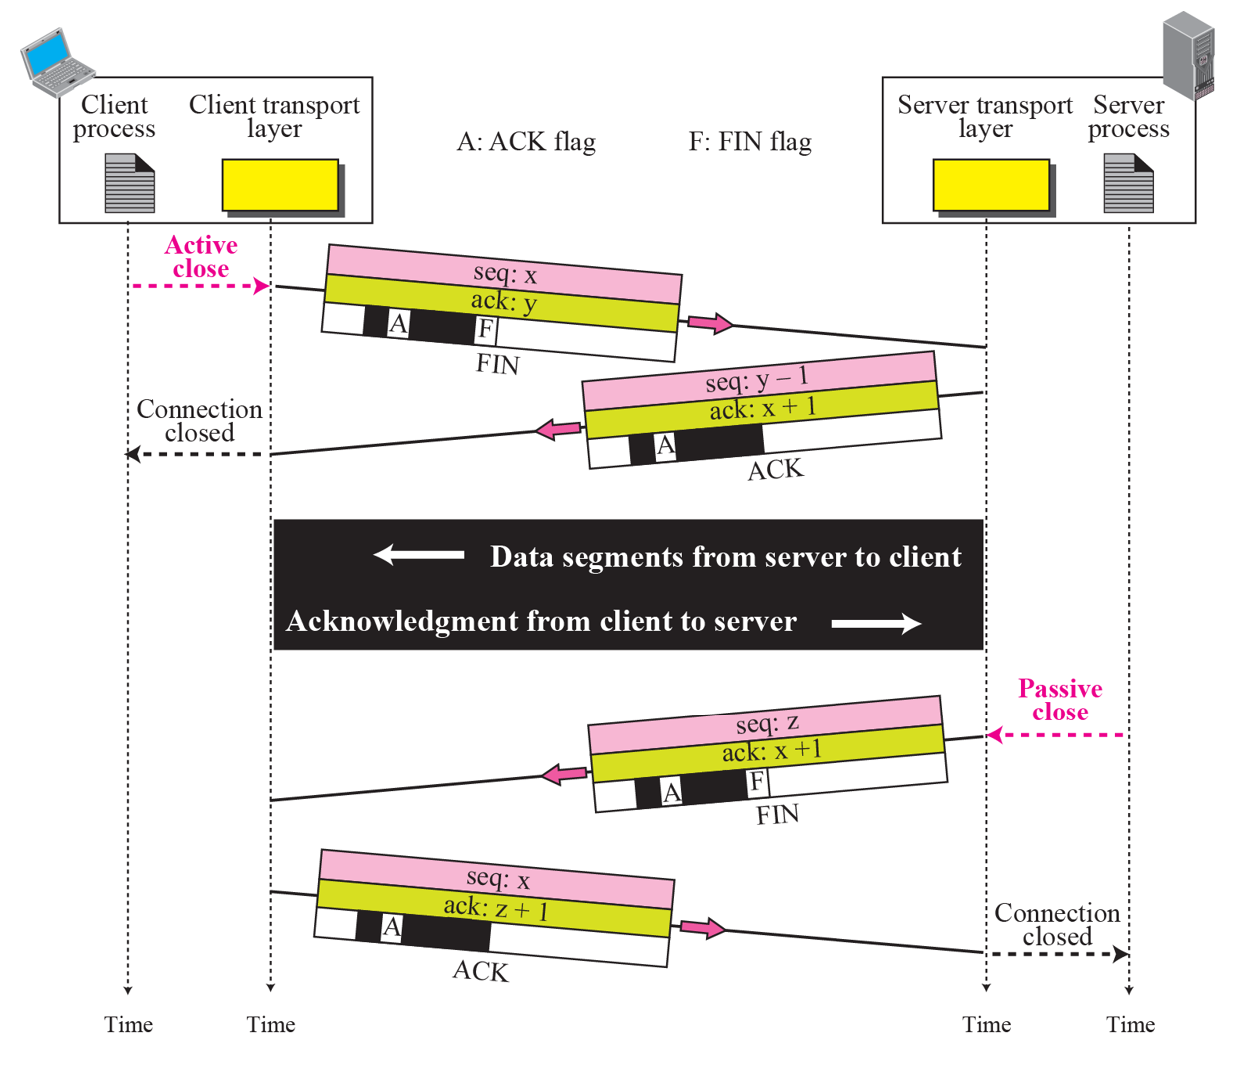 Client process
Client transport layer
A: ACK flag
F: FIN flag
Server transport layer
Server process
Active close
seq: x
ack: y
A
F
FIN
seq: y – 1
ack: x + 1
A
ACK
Connection closed
Data segments from server to client
Acknowledgment from client to server
Passive close
seq: z
ack: x +1
A
F
FIN
seq: x
ack: z + 1
A
ACK
Connection closed
Time
Time
Time
Time